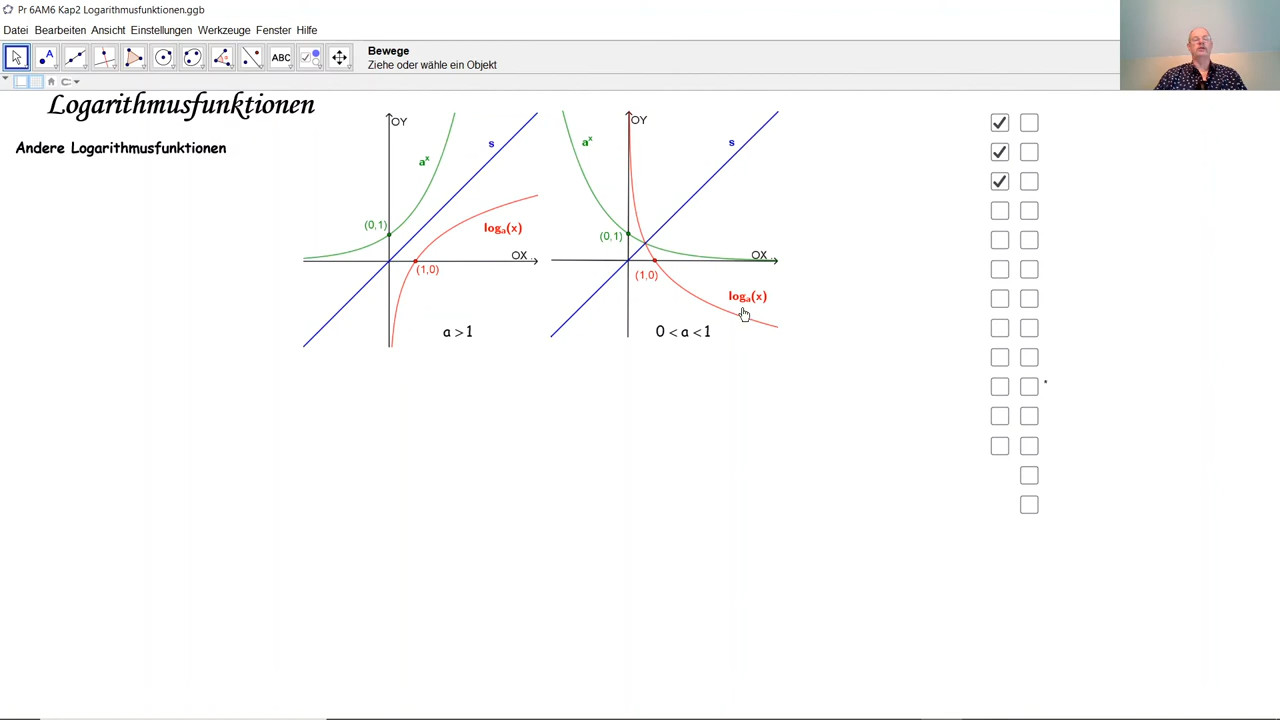 Pr 6AM6 Kap2 Logarithmusfunktionen.ggb
Datei Bearbeiten Ansicht Einstellungen Werkzeuge Fenster Hilfe
ABC
Bewege
Ziehe oder wähle ein Objekt
Logarithmusfunktionen
Andere Logarithmusfunktionen
OY
aˣ
s
(0,1)
logₐ(x)
OX
(1,0)
a > 1
OY
aˣ
s
(0,1)
OX
(1,0)
logₐ(x)
0 < a < 1
*